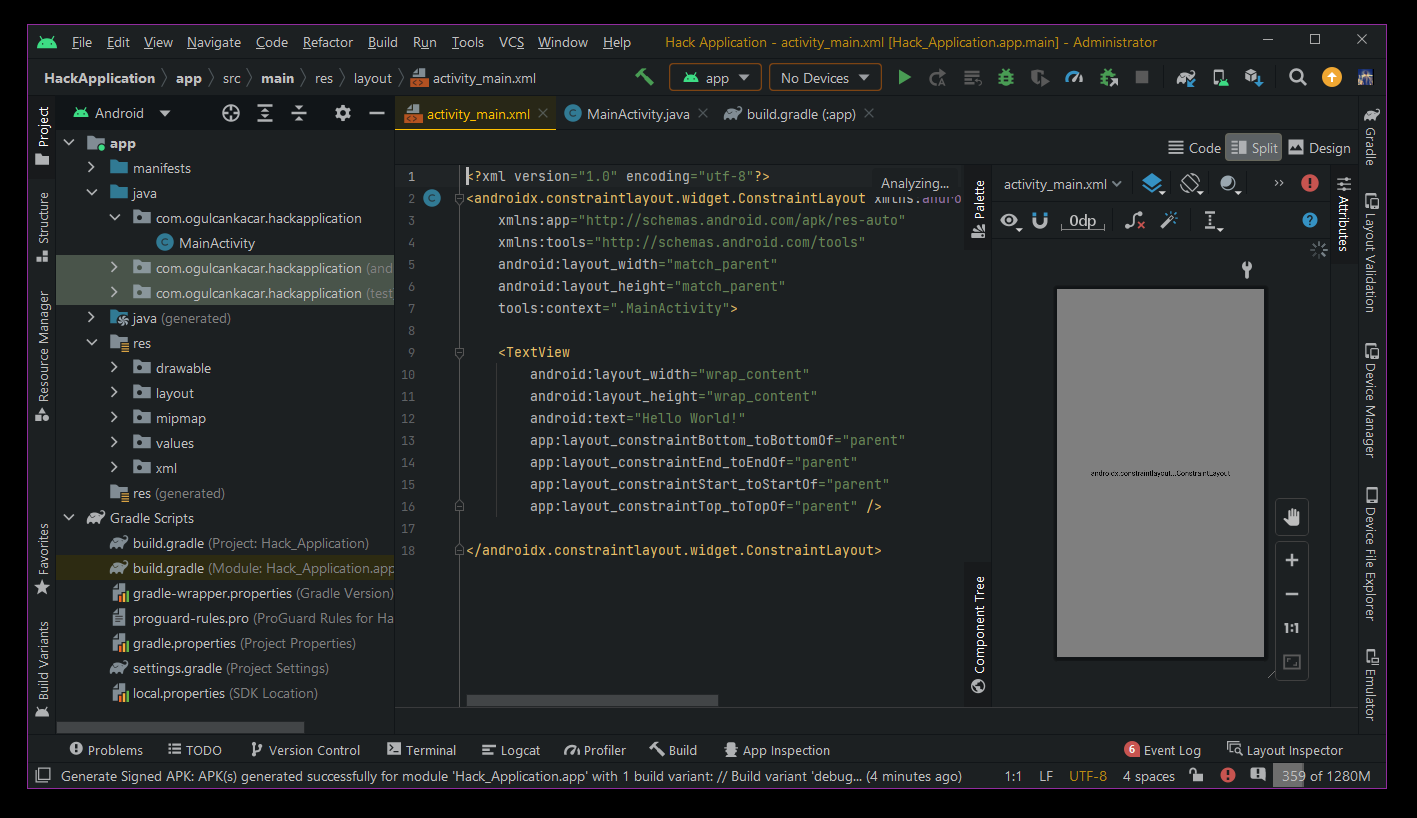 File Edit View Navigate Code Refactor Build Run Tools VCS Window Help Hack Application - activity_main.xml [Hack_Application.app.main] - Administrator
HackApplication app src main res layout activity_main.xml app No Devices
Project
Structure
Resource Manager
Favorites
Build Variants
Android
app
manifests
java
com.ogulcankacar.hackapplication
MainActivity
com.ogulcankacar.hackapplication (and
com.ogulcankacar.hackapplication (test
java (generated)
res
drawable
layout
mipmap
values
xml
res (generated)
Gradle Scripts
build.gradle (Project: Hack_Application)
build.gradle (Module: Hack_Application.app
gradle-wrapper.properties (Gradle Version)
proguard-rules.pro (ProGuard Rules for Ha
gradle.properties (Project Properties)
settings.gradle (Project Settings)
local.properties (SDK Location)
activity_main.xml MainActivity.java build.gradle (:app)
Code Split Design
Analyzing...
1 <?xml version="1.0" encoding="utf-8"?>
2 <androidx.constraintlayout.widget.ConstraintLayout xmlns:andro
3 xmlns:app="http://schemas.android.com/apk/res-auto"
4 xmlns:tools="http://schemas.android.com/tools"
5 android:layout_width="match_parent"
6 android:layout_height="match_parent"
7 tools:context=".MainActivity">
8
9 <TextView
10 android:layout_width="wrap_content"
11 android:layout_height="wrap_content"
12 android:text="Hello World!"
13 app:layout_constraintBottom_toBottomOf="parent"
14 app:layout_constraintEnd_toEndOf="parent"
15 app:layout_constraintStart_toStartOf="parent"
16 app:layout_constraintTop_toTopOf="parent" />
17
18 </androidx.constraintlayout.widget.ConstraintLayout>
Palette
Component Tree
activity_main.xml
0dp
androidx.constraintlayout...ConstraintLayout
1:1
Attributes
Gradle
Layout Validation
Device Manager
Device File Explorer
Emulator
Problems TODO Version Control Terminal Logcat Profiler Build App Inspection 6 Event Log Layout Inspector
Generate Signed APK: APK(s) generated successfully for module 'Hack_Application.app' with 1 build variant: // Build variant 'debug... (4 minutes ago) 1:1 LF UTF-8 4 spaces 359 of 1280M